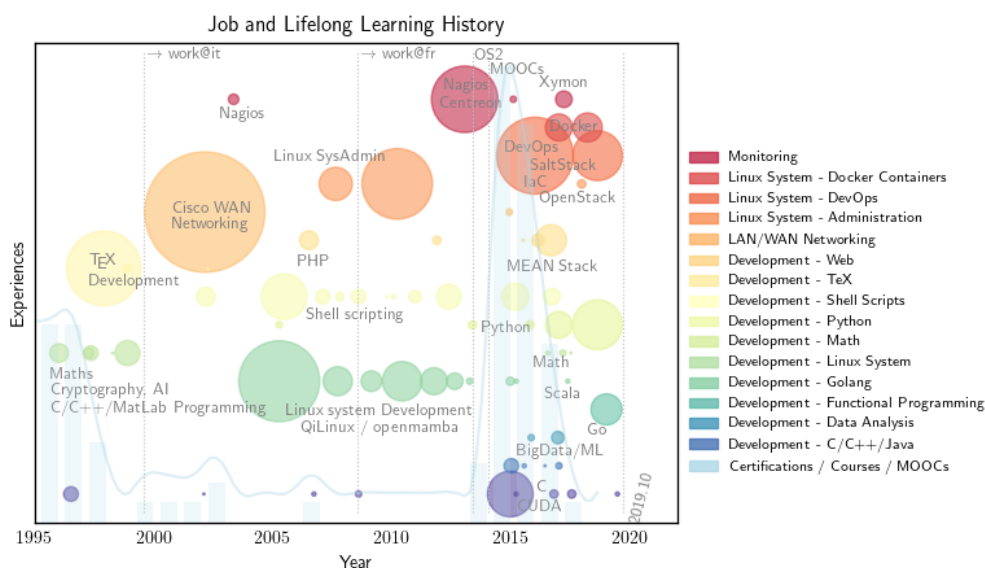 Job and Lifelong Learning History
→ work@it
→ work@fr
OS2
MOOCs
Nagios
Centreon
Xymon
Nagios
Docker
Linux SysAdmin
DevOps
SaltStack
IaC
OpenStack
Cisco WAN
Networking
TEX
Development
PHP
MEAN Stack
Shell scripting
Python
Maths
Cryptography, AI
C/C++/MatLab Programming
Math
Scala
Linux system Development
QiLinux / openmamba
Go
BigData/ML
C
CUDA
2019.10
Experiences
1995 2000 2005 2010 2015 2020
Year
Monitoring
Linux System - Docker Containers
Linux System - DevOps
Linux System - Administration
LAN/WAN Networking
Development - Web
Development - TeX
Development - Shell Scripts
Development - Python
Development - Math
Development - Linux System
Development - Golang
Development - Functional Programming
Development - Data Analysis
Development - C/C++/Java
Certifications / Courses / MOOCs